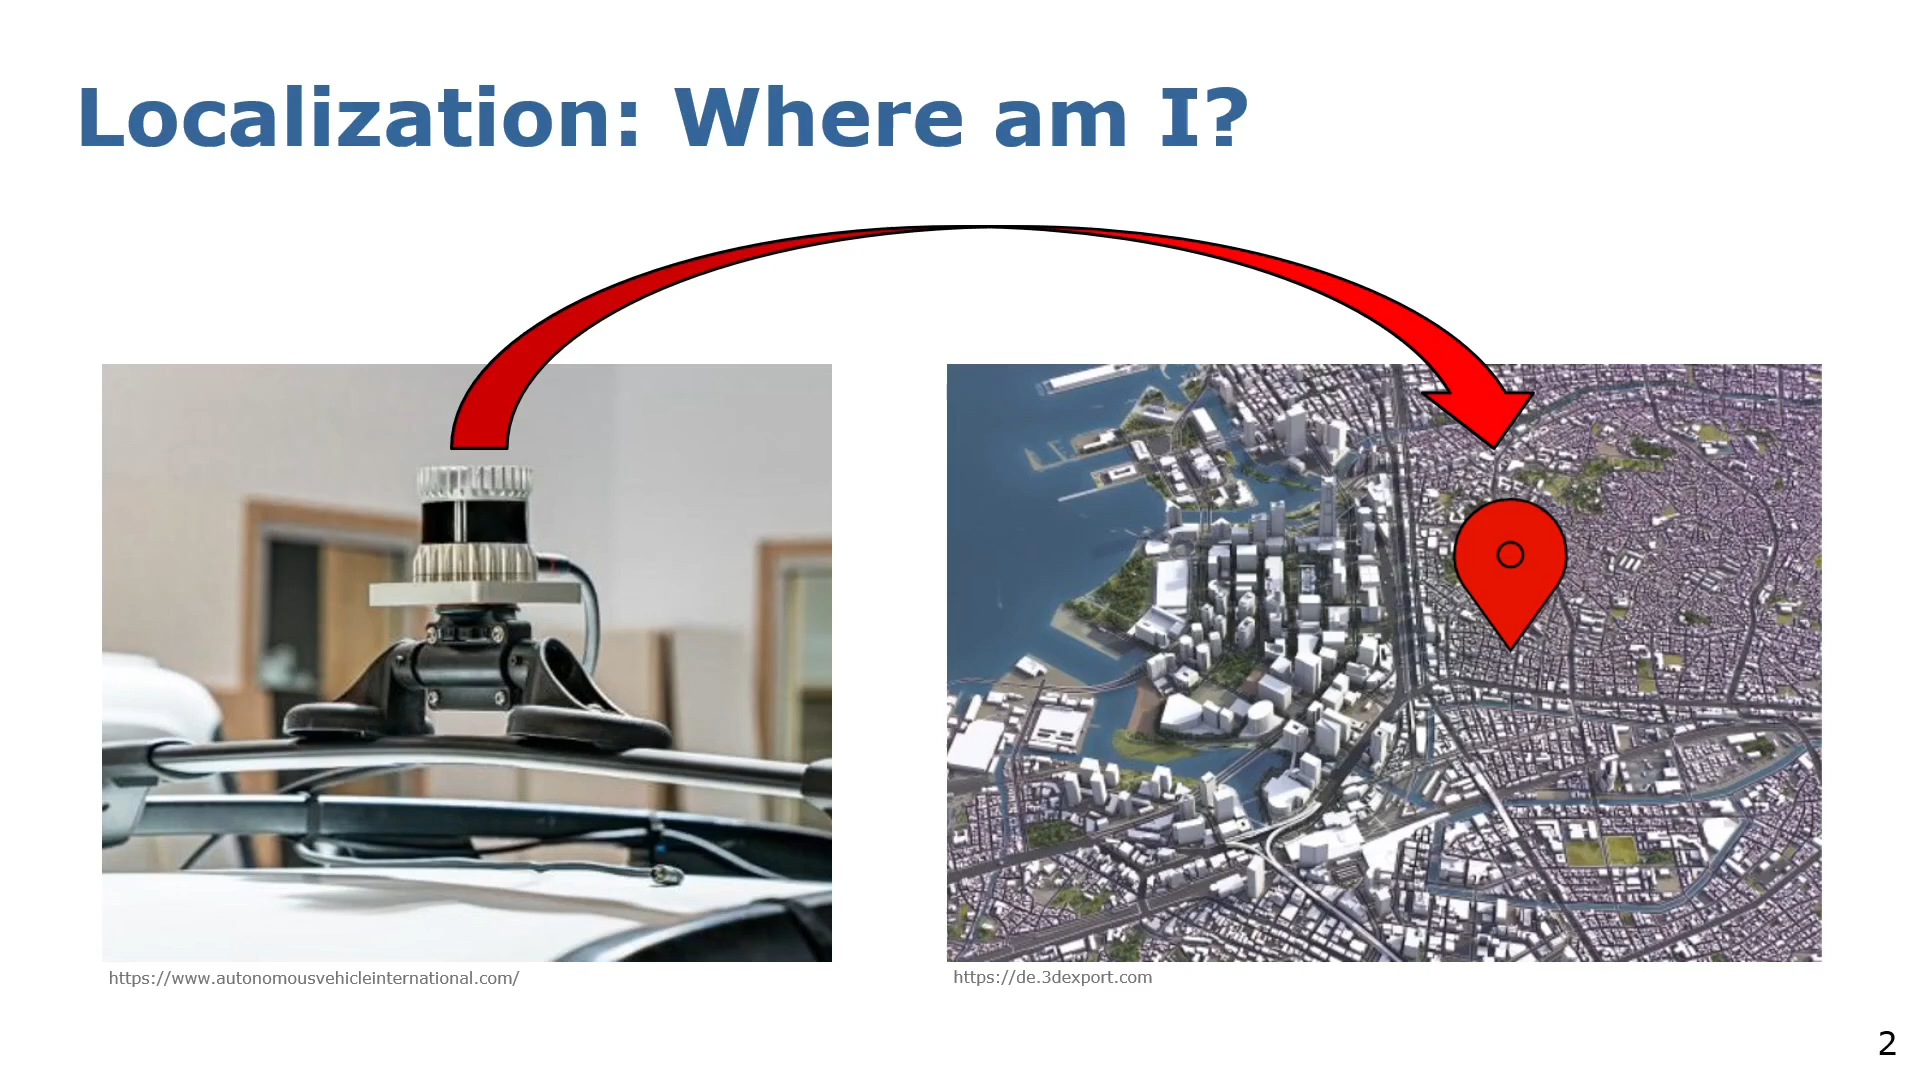 Localization: Where am I?
https://www.autonomousvehicleinternational.com/
https://de.3dexport.com
2